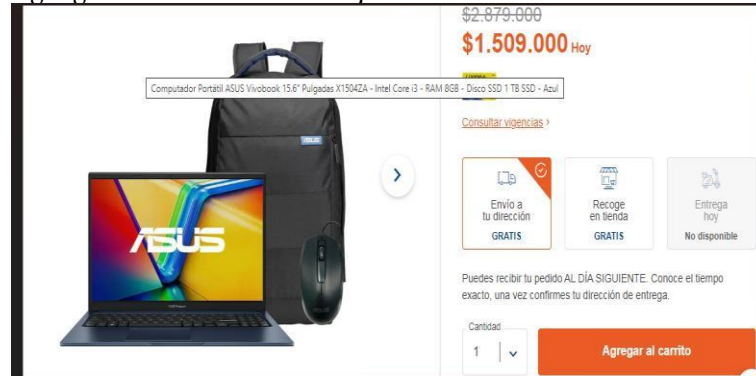 $2.879.000
$1.509.000 Hoy
Computador Portátil ASUS Vivobook 15.6" Pulgadas X1504ZA - Intel Core i3 - RAM 8GB - Disco SSD 1 TB SSD - Azul
Consultar vigencias ›
ASUS
ASUS
Envío a
tu dirección
GRATIS
Recoge
en tienda
GRATIS
Entrega
hoy
No disponible
Puedes recibir tu pedido AL DÍA SIGUIENTE. Conoce el tiempo
exacto, una vez confirmes tu dirección de entrega.
Cantidad
1
Agregar al carrito